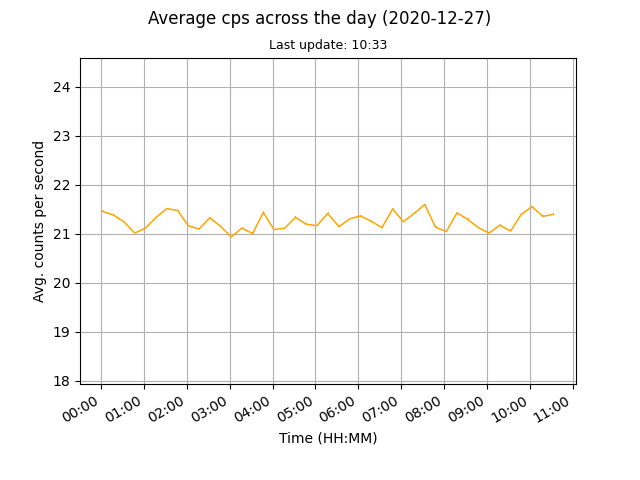 Average cps across the day (2020-12-27)
Last update: 10:33
24
23
22
21
20
19
18
Avg. counts per second
00:00 01:00 02:00 03:00 04:00 05:00 06:00 07:00 08:00 09:00 10:00 11:00
Time (HH:MM)